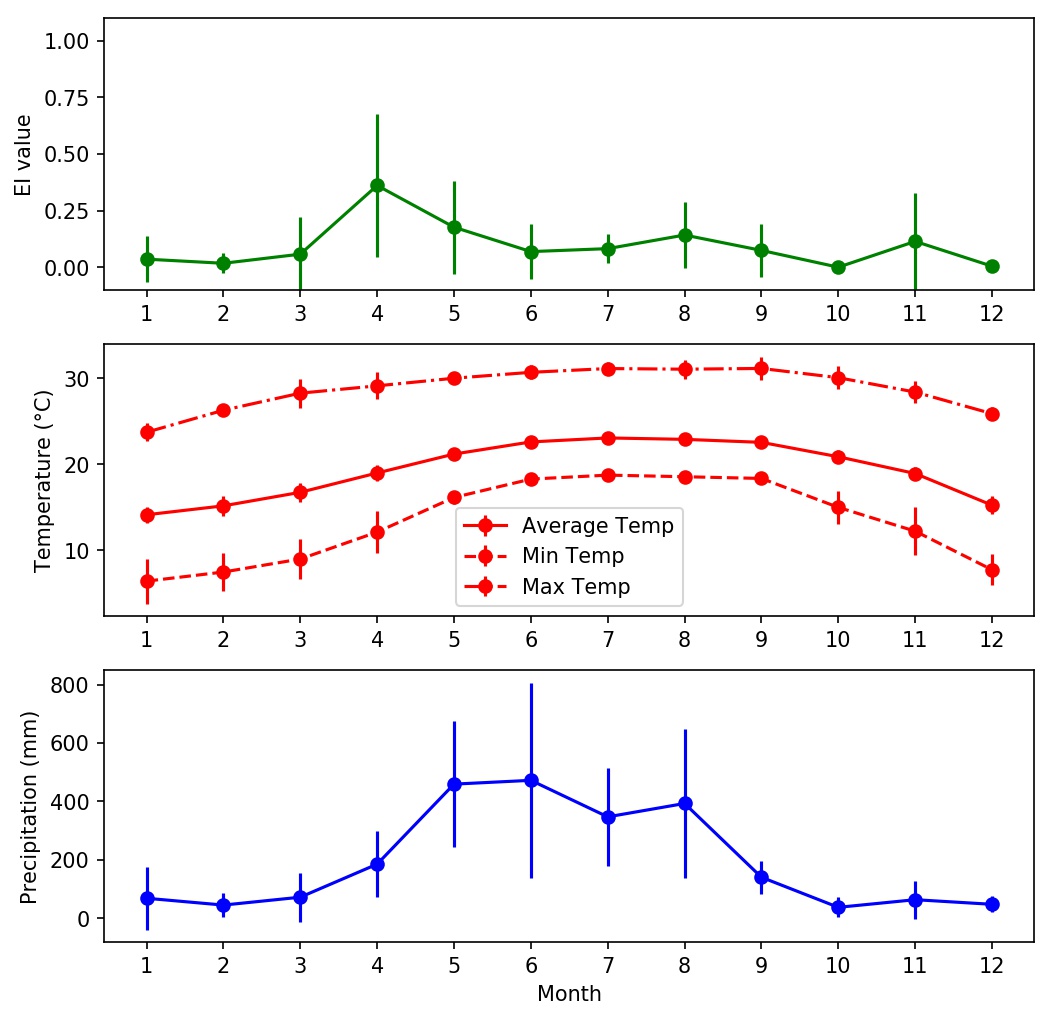 EI value
1.00
0.75
0.50
0.25
0.00
1 2 3 4 5 6 7 8 9 10 11 12
Temperature (°C)
30
20
10
Average Temp
Min Temp
Max Temp
1 2 3 4 5 6 7 8 9 10 11 12
Precipitation (mm)
800
600
400
200
0
1 2 3 4 5 6 7 8 9 10 11 12
Month